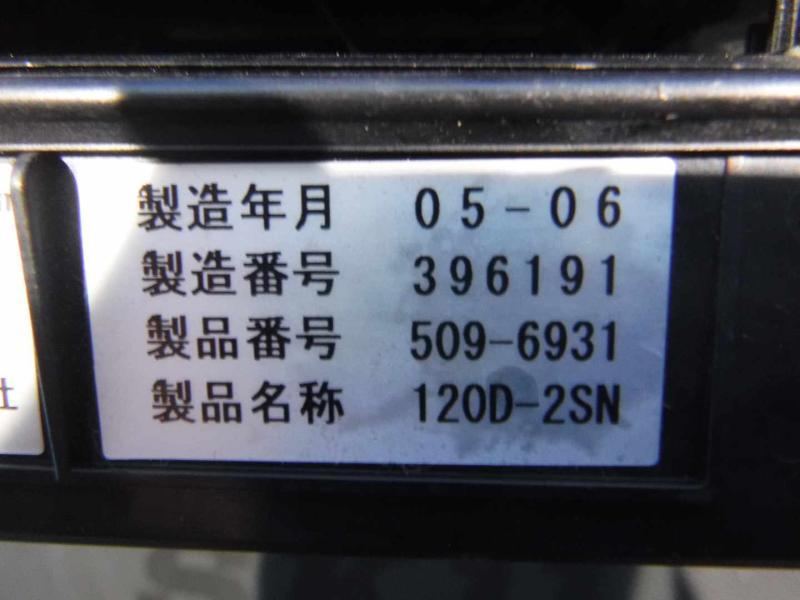 製造年月 05-06
製造番号 396191
製品番号 509-6931
製品名称 120D-2SN
社